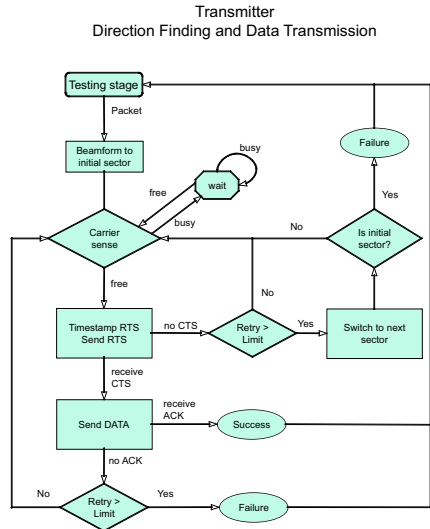 Transmitter
Direction Finding and Data Transmission
Testing stage
Packet
Beamform to
initial sector
busy
wait
free
busy
Failure
Yes
Carrier
sense
No
Is initial
sector?
free
No
Timestamp RTS
Send RTS
no CTS
Retry >
Limit
Yes
Switch to next
sector
receive
CTS
Send DATA
receive
ACK
Success
no ACK
No
Retry >
Limit
Yes
Failure